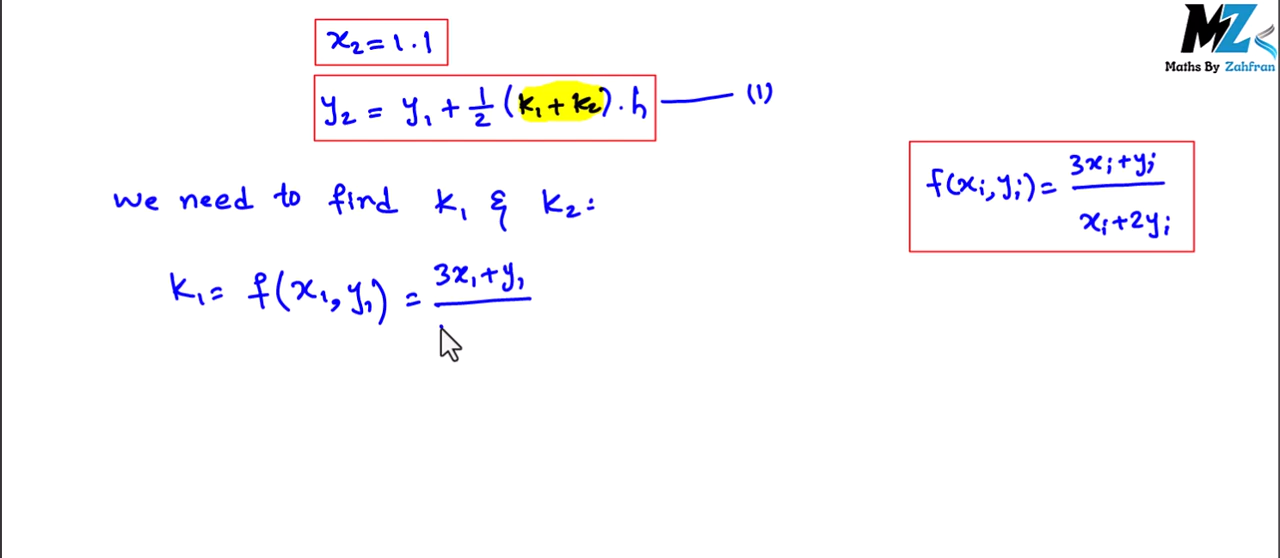 x₂ = 1.1
MZ
Maths By Zahfran
y₂ = y₁ + 1/2 (k₁ + k₂) . h —— (1)
f(xᵢ, yᵢ) = (3xᵢ + yᵢ)/(xᵢ + 2yᵢ)
we need to find k₁ & k₂:
k₁ = f(x₁, y₁) = 3x₁ + y₁